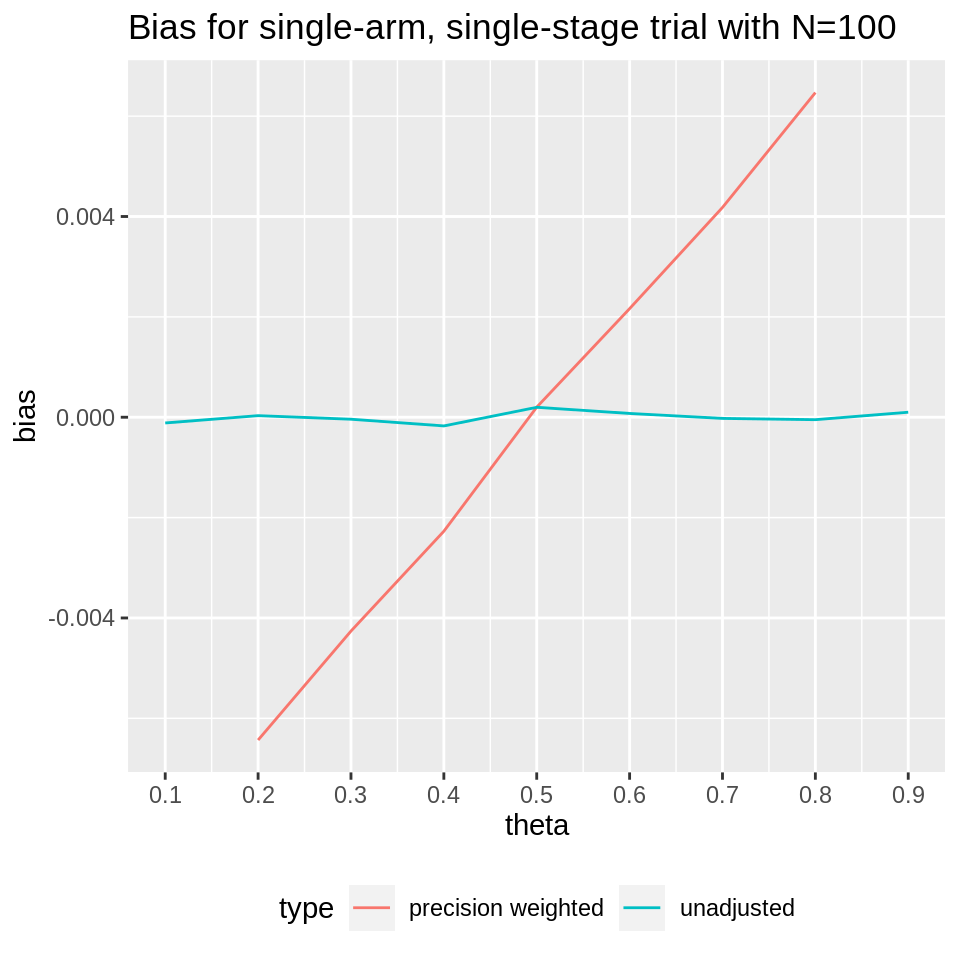 Bias for single-arm, single-stage trial with N=100
0.004
0.000
-0.004
bias
0.1 0.2 0.3 0.4 0.5 0.6 0.7 0.8 0.9
theta
type precision weighted unadjusted